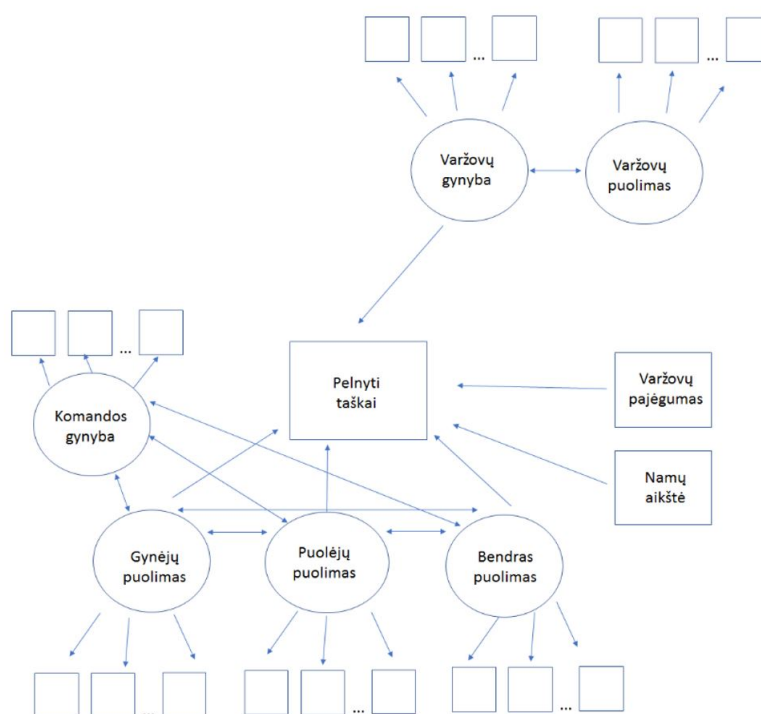 ...
...
Varžovų
gynyba
Varžovų
puolimas
...
Pelnyti
taškai
Varžovų
pajėgumas
Komandos
gynyba
Namų
aikštė
Gynėjų
puolimas
Puolėjų
puolimas
Bendras
puolimas
...
...
...